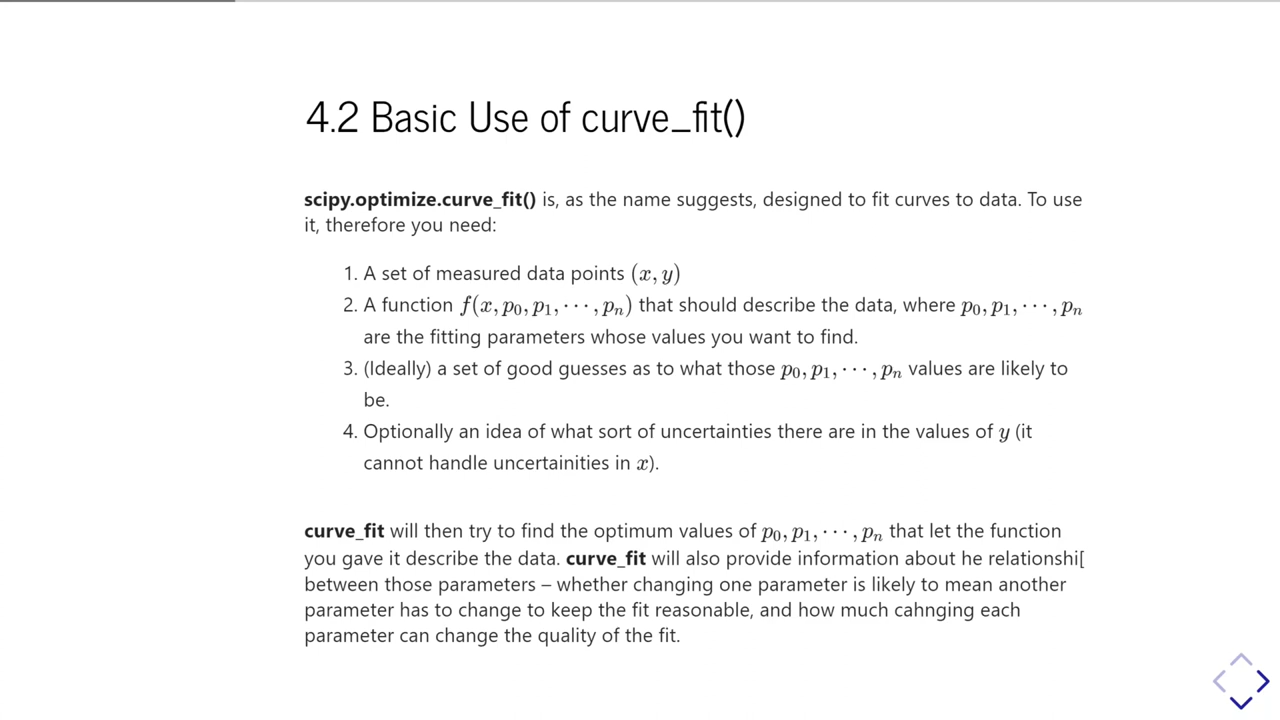 4.2 Basic Use of curve_fit()
scipy.optimize.curve_fit() is, as the name suggests, designed to fit curves to data. To use
it, therefore you need:
1. A set of measured data points (x, y)
2. A function f(x, p₀, p₁, ⋯, pₙ) that should describe the data, where p₀, p₁, ⋯, pₙ
are the fitting parameters whose values you want to find.
3. (Ideally) a set of good guesses as to what those p₀, p₁, ⋯, pₙ values are likely to
be.
4. Optionally an idea of what sort of uncertainties there are in the values of y (it
cannot handle uncertainities in x).
curve_fit will then try to find the optimum values of p₀, p₁, ⋯, pₙ that let the function
you gave it describe the data. curve_fit will also provide information about he relationshi[
between those parameters – whether changing one parameter is likely to mean another
parameter has to change to keep the fit reasonable, and how much cahnging each
parameter can change the quality of the fit.